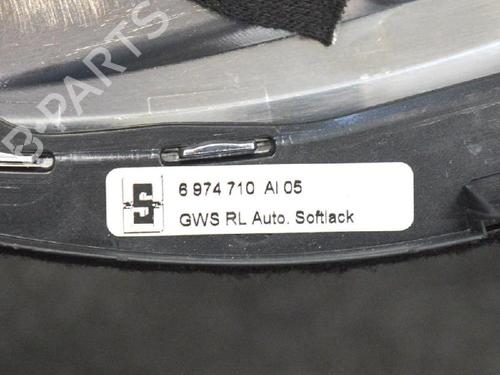 B-PARTS
S
6 974 710 AI 05
GWS RL Auto. Softlack